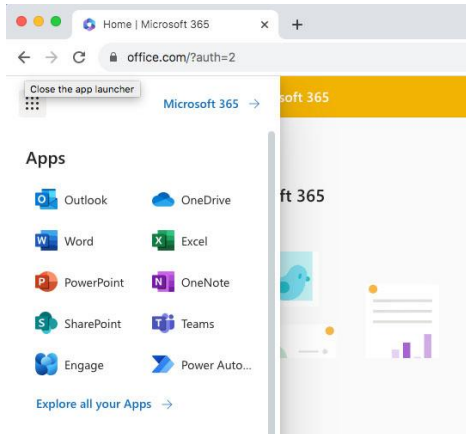 Home | Microsoft 365
office.com/?auth=2
Close the app launcher
Microsoft 365 →
soft 365
Apps
Outlook
OneDrive
ft 365
Word
Excel
PowerPoint
OneNote
SharePoint
Teams
Engage
Power Auto...
Explore all your Apps →